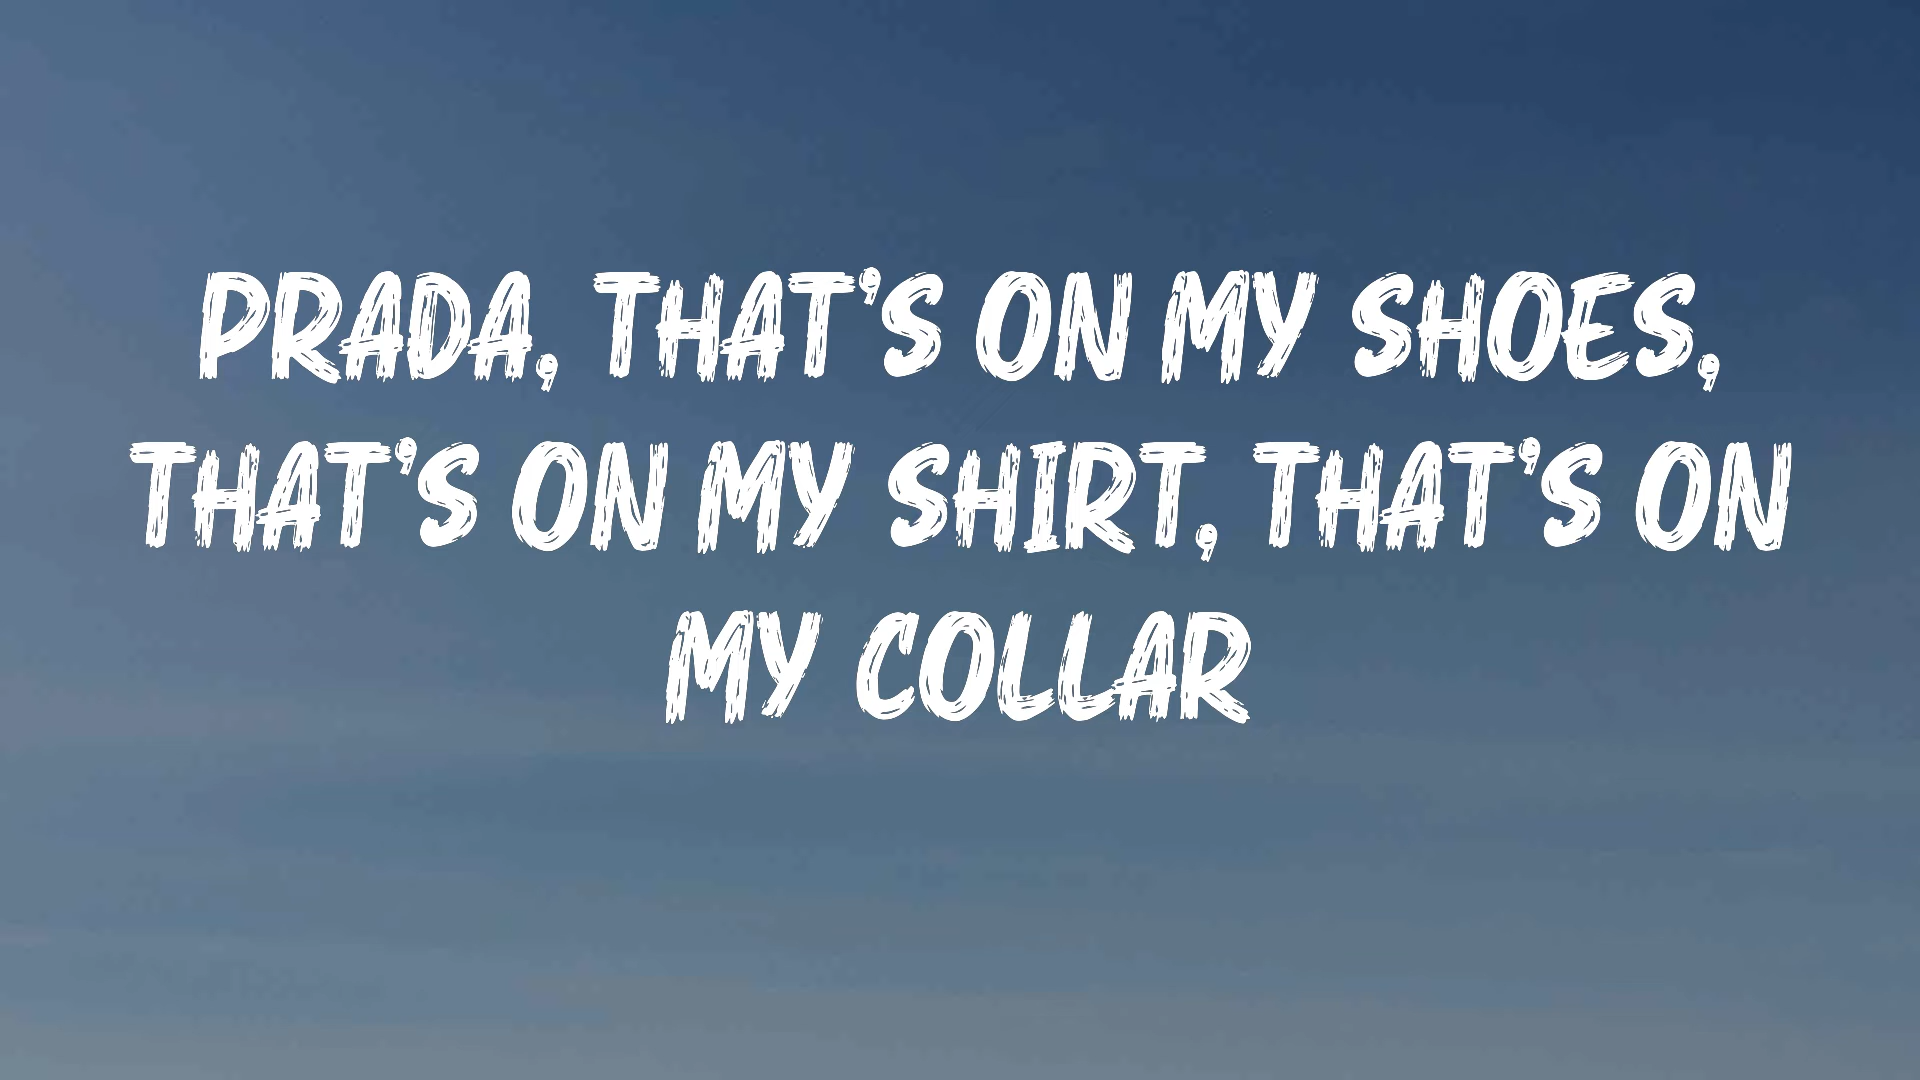 PRADA, THAT'S ON MY SHOES,
THAT'S ON MY SHIRT, THAT'S ON
MY COLLAR